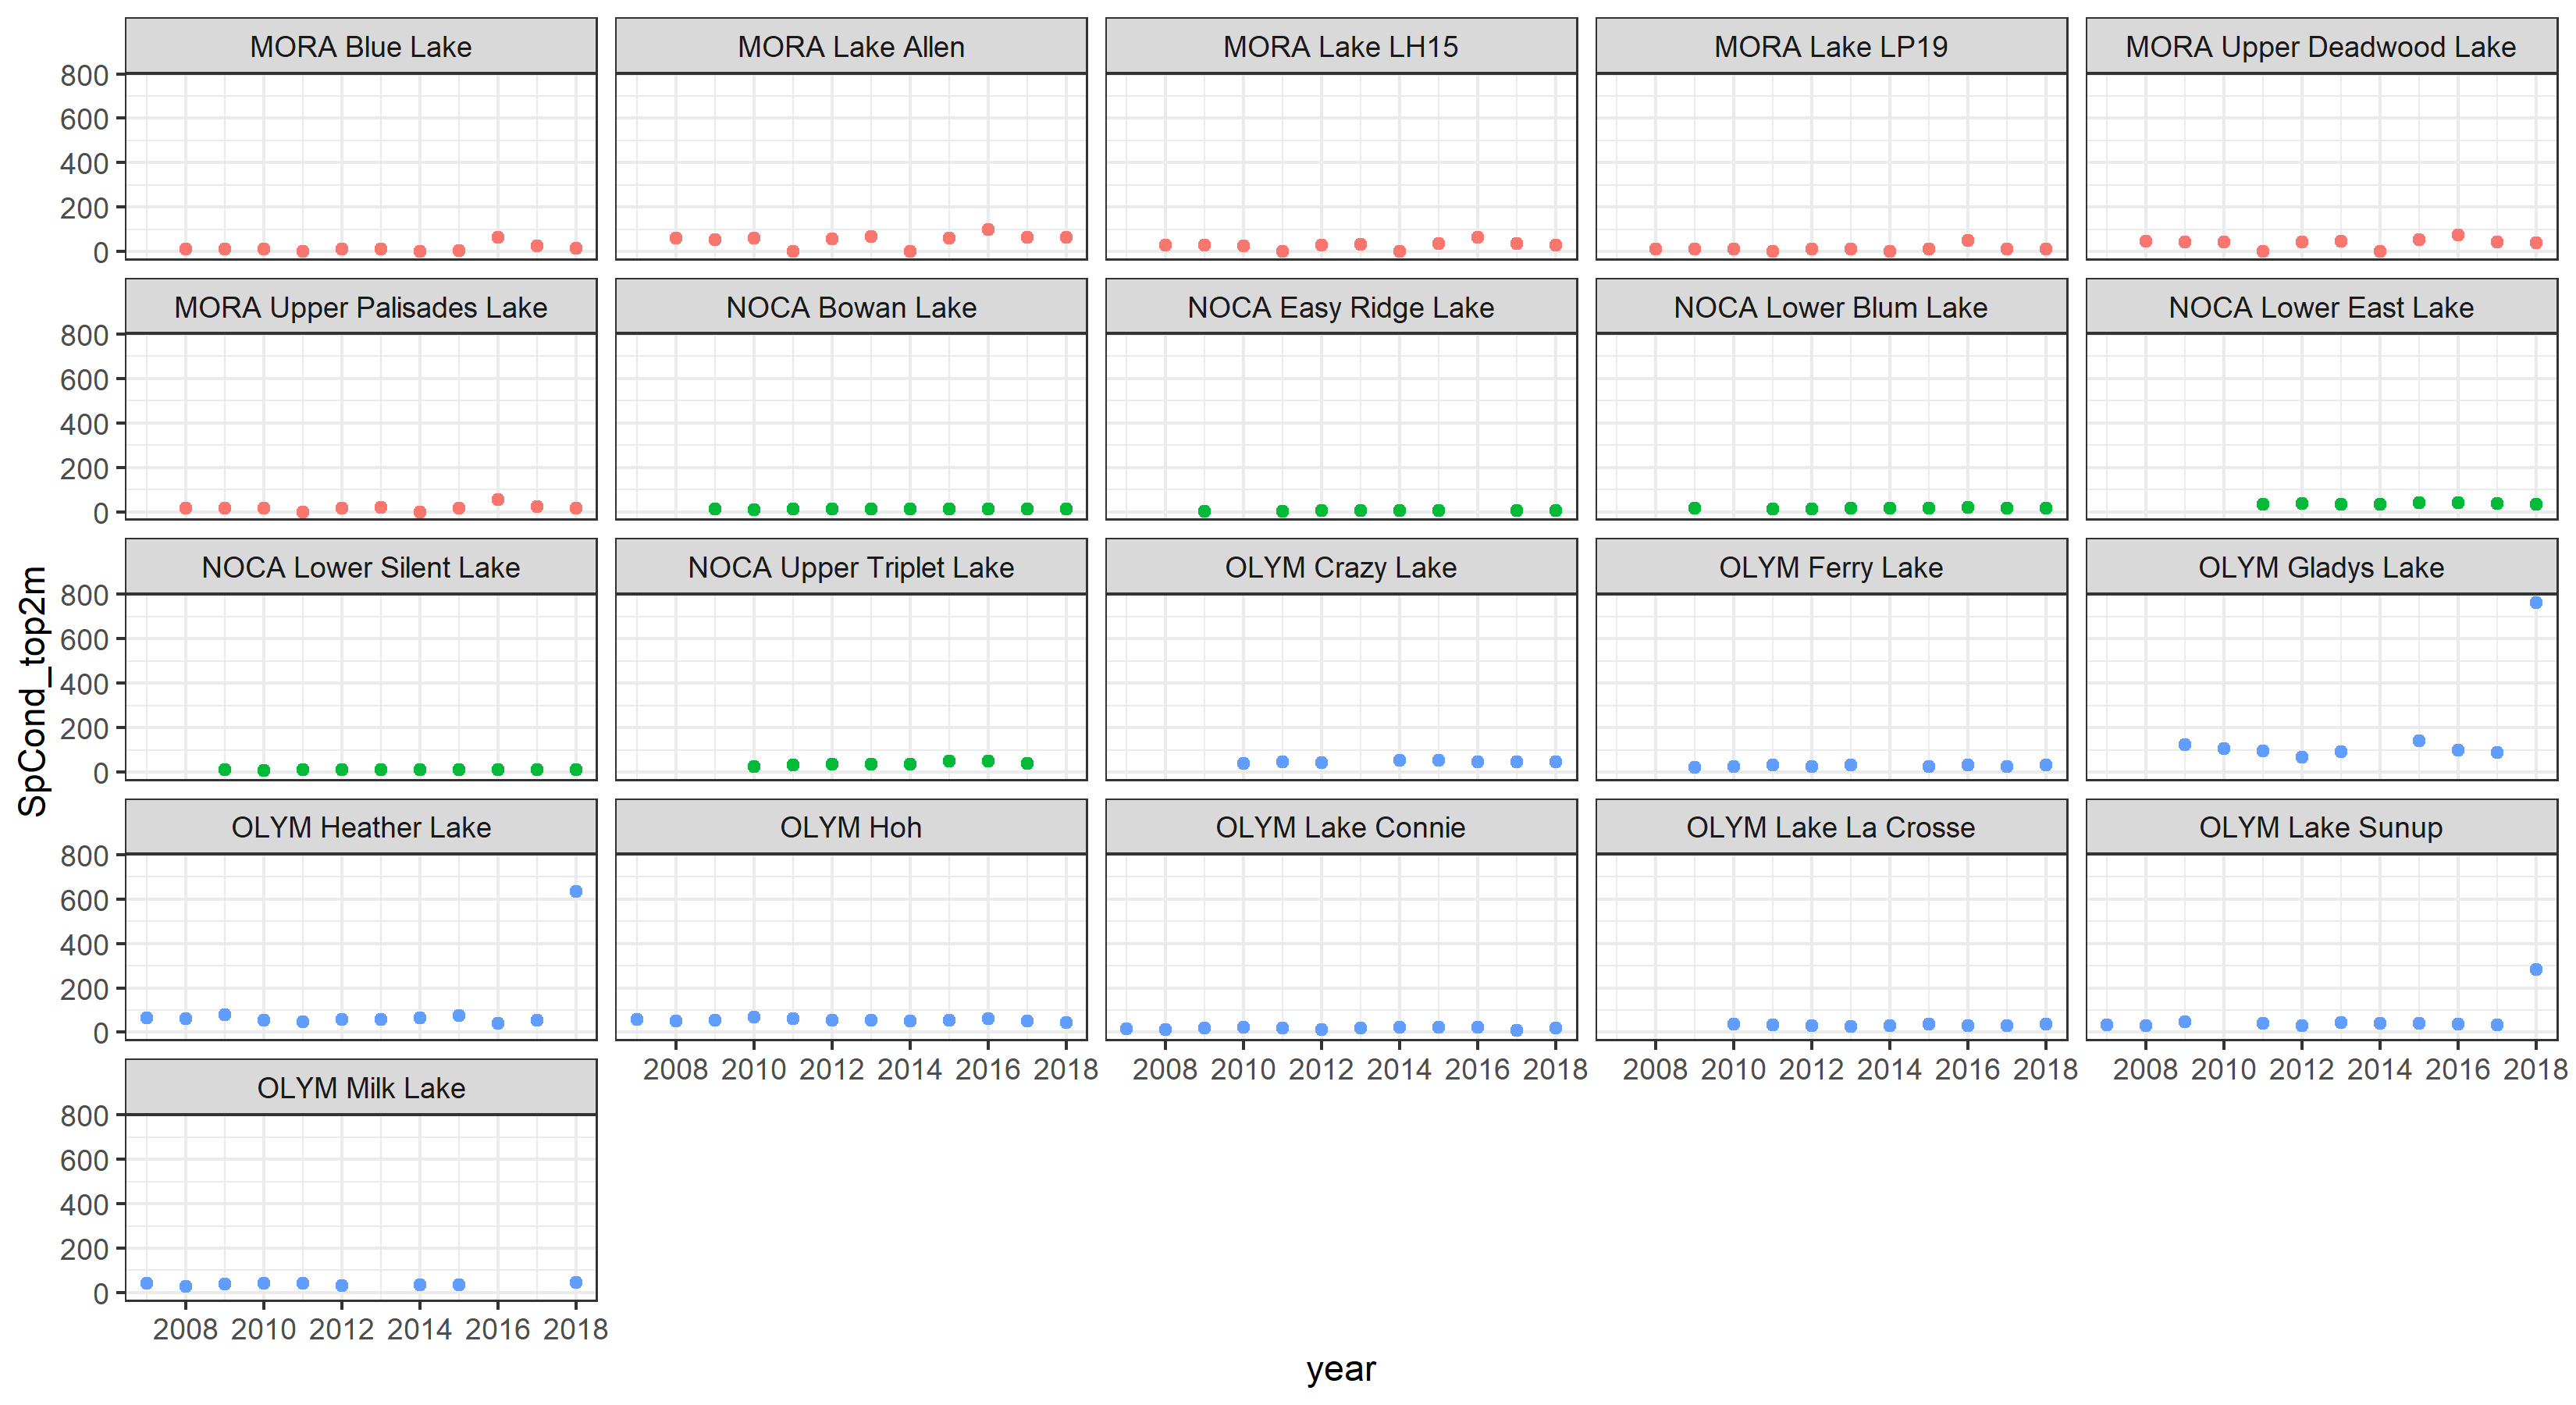 MORA Blue Lake
MORA Lake Allen
MORA Lake LH15
MORA Lake LP19
MORA Upper Deadwood Lake
800
600
400
200
0
MORA Upper Palisades Lake
NOCA Bowan Lake
NOCA Easy Ridge Lake
NOCA Lower Blum Lake
NOCA Lower East Lake
800
600
400
200
0
NOCA Lower Silent Lake
NOCA Upper Triplet Lake
OLYM Crazy Lake
OLYM Ferry Lake
OLYM Gladys Lake
800
600
400
200
0
SpCond_top2m
OLYM Heather Lake
OLYM Hoh
OLYM Lake Connie
OLYM Lake La Crosse
OLYM Lake Sunup
800
600
400
200
0
2008 2010 2012 2014 2016 2018
2008 2010 2012 2014 2016 2018
2008 2010 2012 2014 2016 2018
2008 2010 2012 2014 2016 2018
OLYM Milk Lake
800
600
400
200
0
2008 2010 2012 2014 2016 2018
year